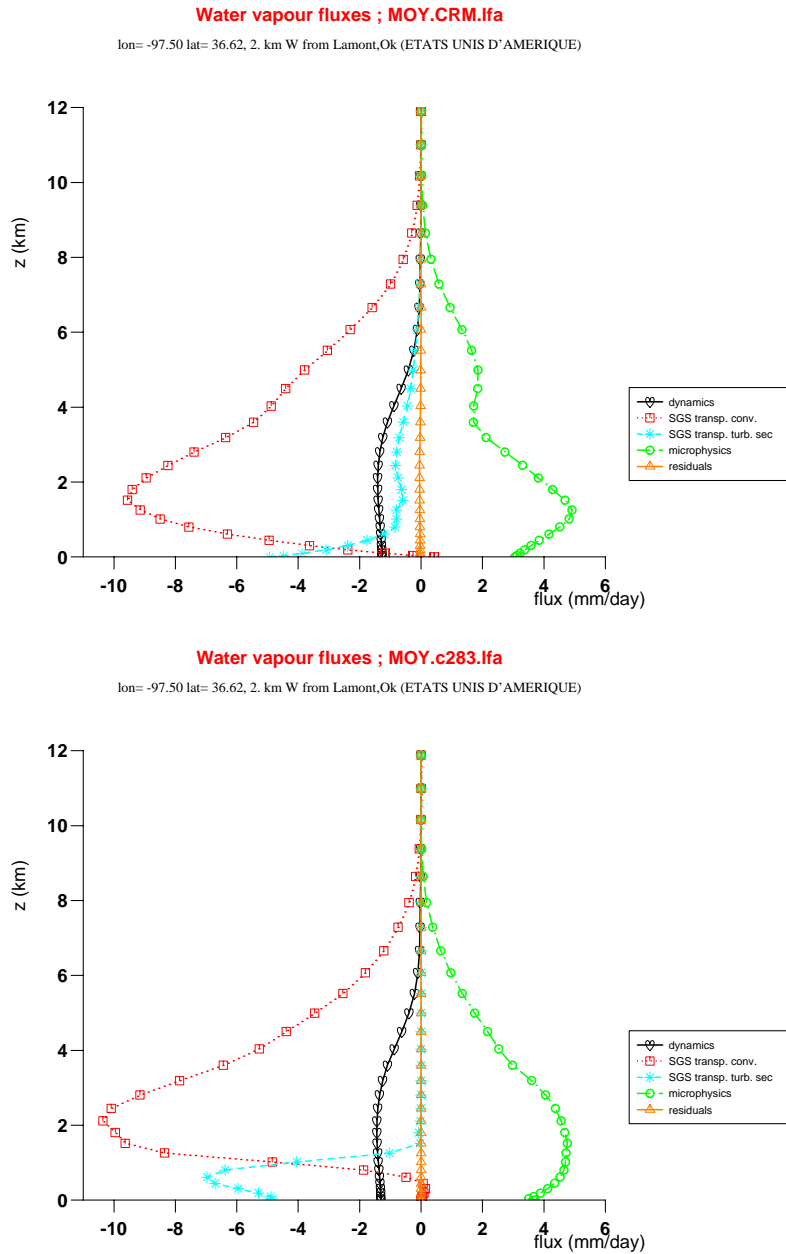 Water vapour fluxes ; MOY.CRM.lfa
lon= -97.50 lat= 36.62, 2. km W from Lamont,Ok (ETATS UNIS D'AMERIQUE)
z (km)
12
10
8
6
4
2
0
-10 -8 -6 -4 -2 0 2 4 6
flux (mm/day)
dynamics
SGS transp. conv.
SGS transp. turb. sec
microphysics
residuals
Water vapour fluxes ; MOY.c283.lfa
lon= -97.50 lat= 36.62, 2. km W from Lamont,Ok (ETATS UNIS D'AMERIQUE)
z (km)
12
10
8
6
4
2
0
-10 -8 -6 -4 -2 0 2 4 6
flux (mm/day)
dynamics
SGS transp. conv.
SGS transp. turb. sec
microphysics
residuals